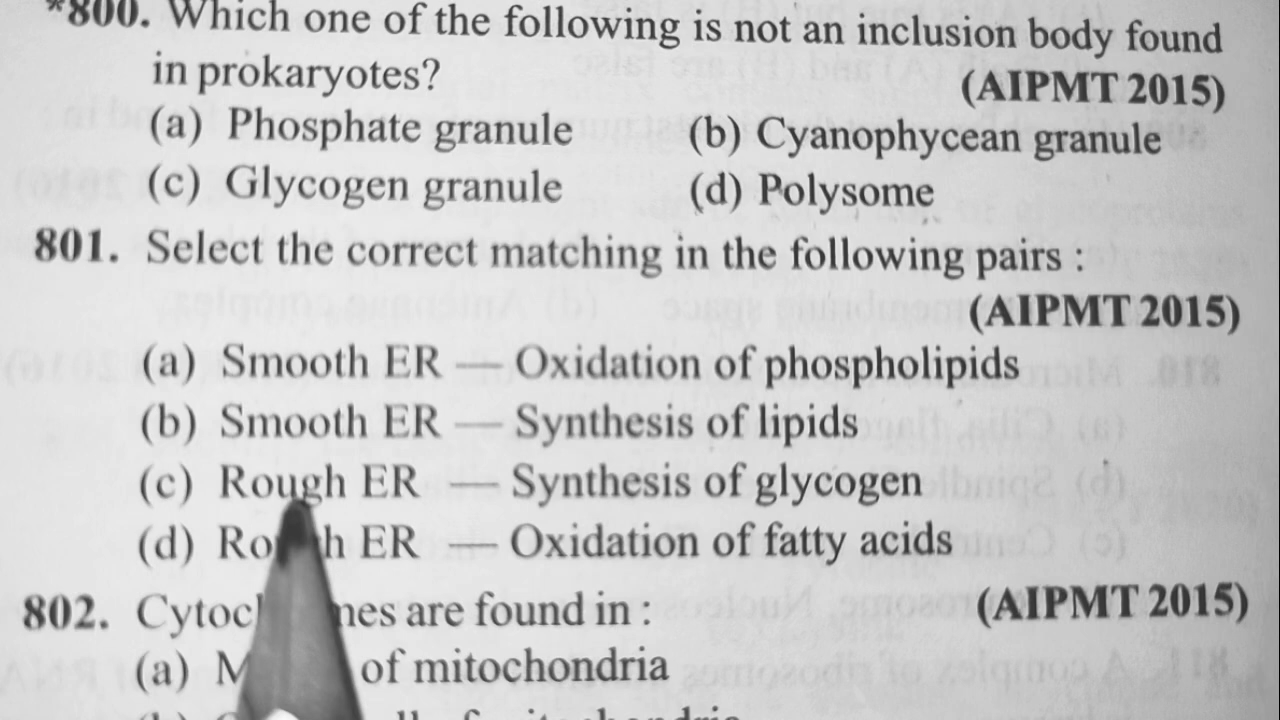 *800. Which one of the following is not an inclusion body found
in prokaryotes? (AIPMT 2015)
(a) Phosphate granule (b) Cyanophycean granule
(c) Glycogen granule (d) Polysome
801. Select the correct matching in the following pairs :
(AIPMT 2015)
(a) Smooth ER — Oxidation of phospholipids
(b) Smooth ER — Synthesis of lipids
(c) Rough ER — Synthesis of glycogen
(d) Rough ER — Oxidation of fatty acids
802. are found in : (AIPMT 2015)
(a) of mitochondria